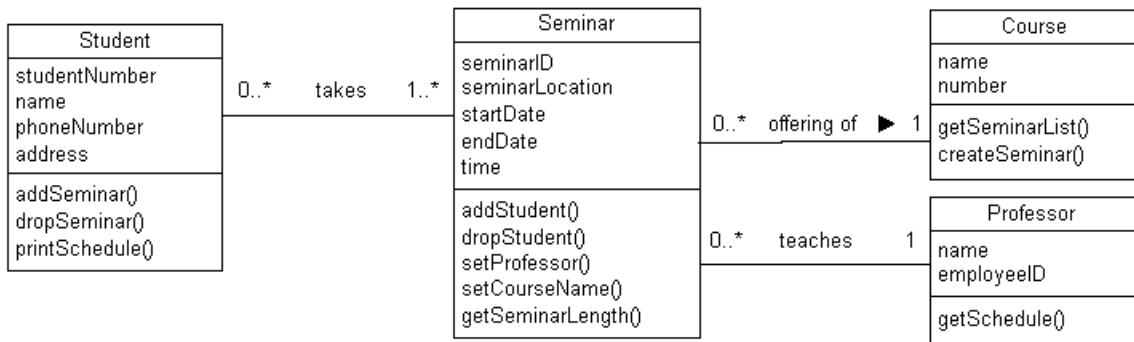 Student
studentNumber
name
phoneNumber
address
addSeminar()
dropSeminar()
printSchedule()
0..* takes 1..*
Seminar
seminarID
seminarLocation
startDate
endDate
time
addStudent()
dropStudent()
setProfessor()
setCourseName()
getSeminarLength()
0..* offering of ► 1
0..* teaches 1
Course
name
number
getSeminarList()
createSeminar()
Professor
name
employeeID
getSchedule()